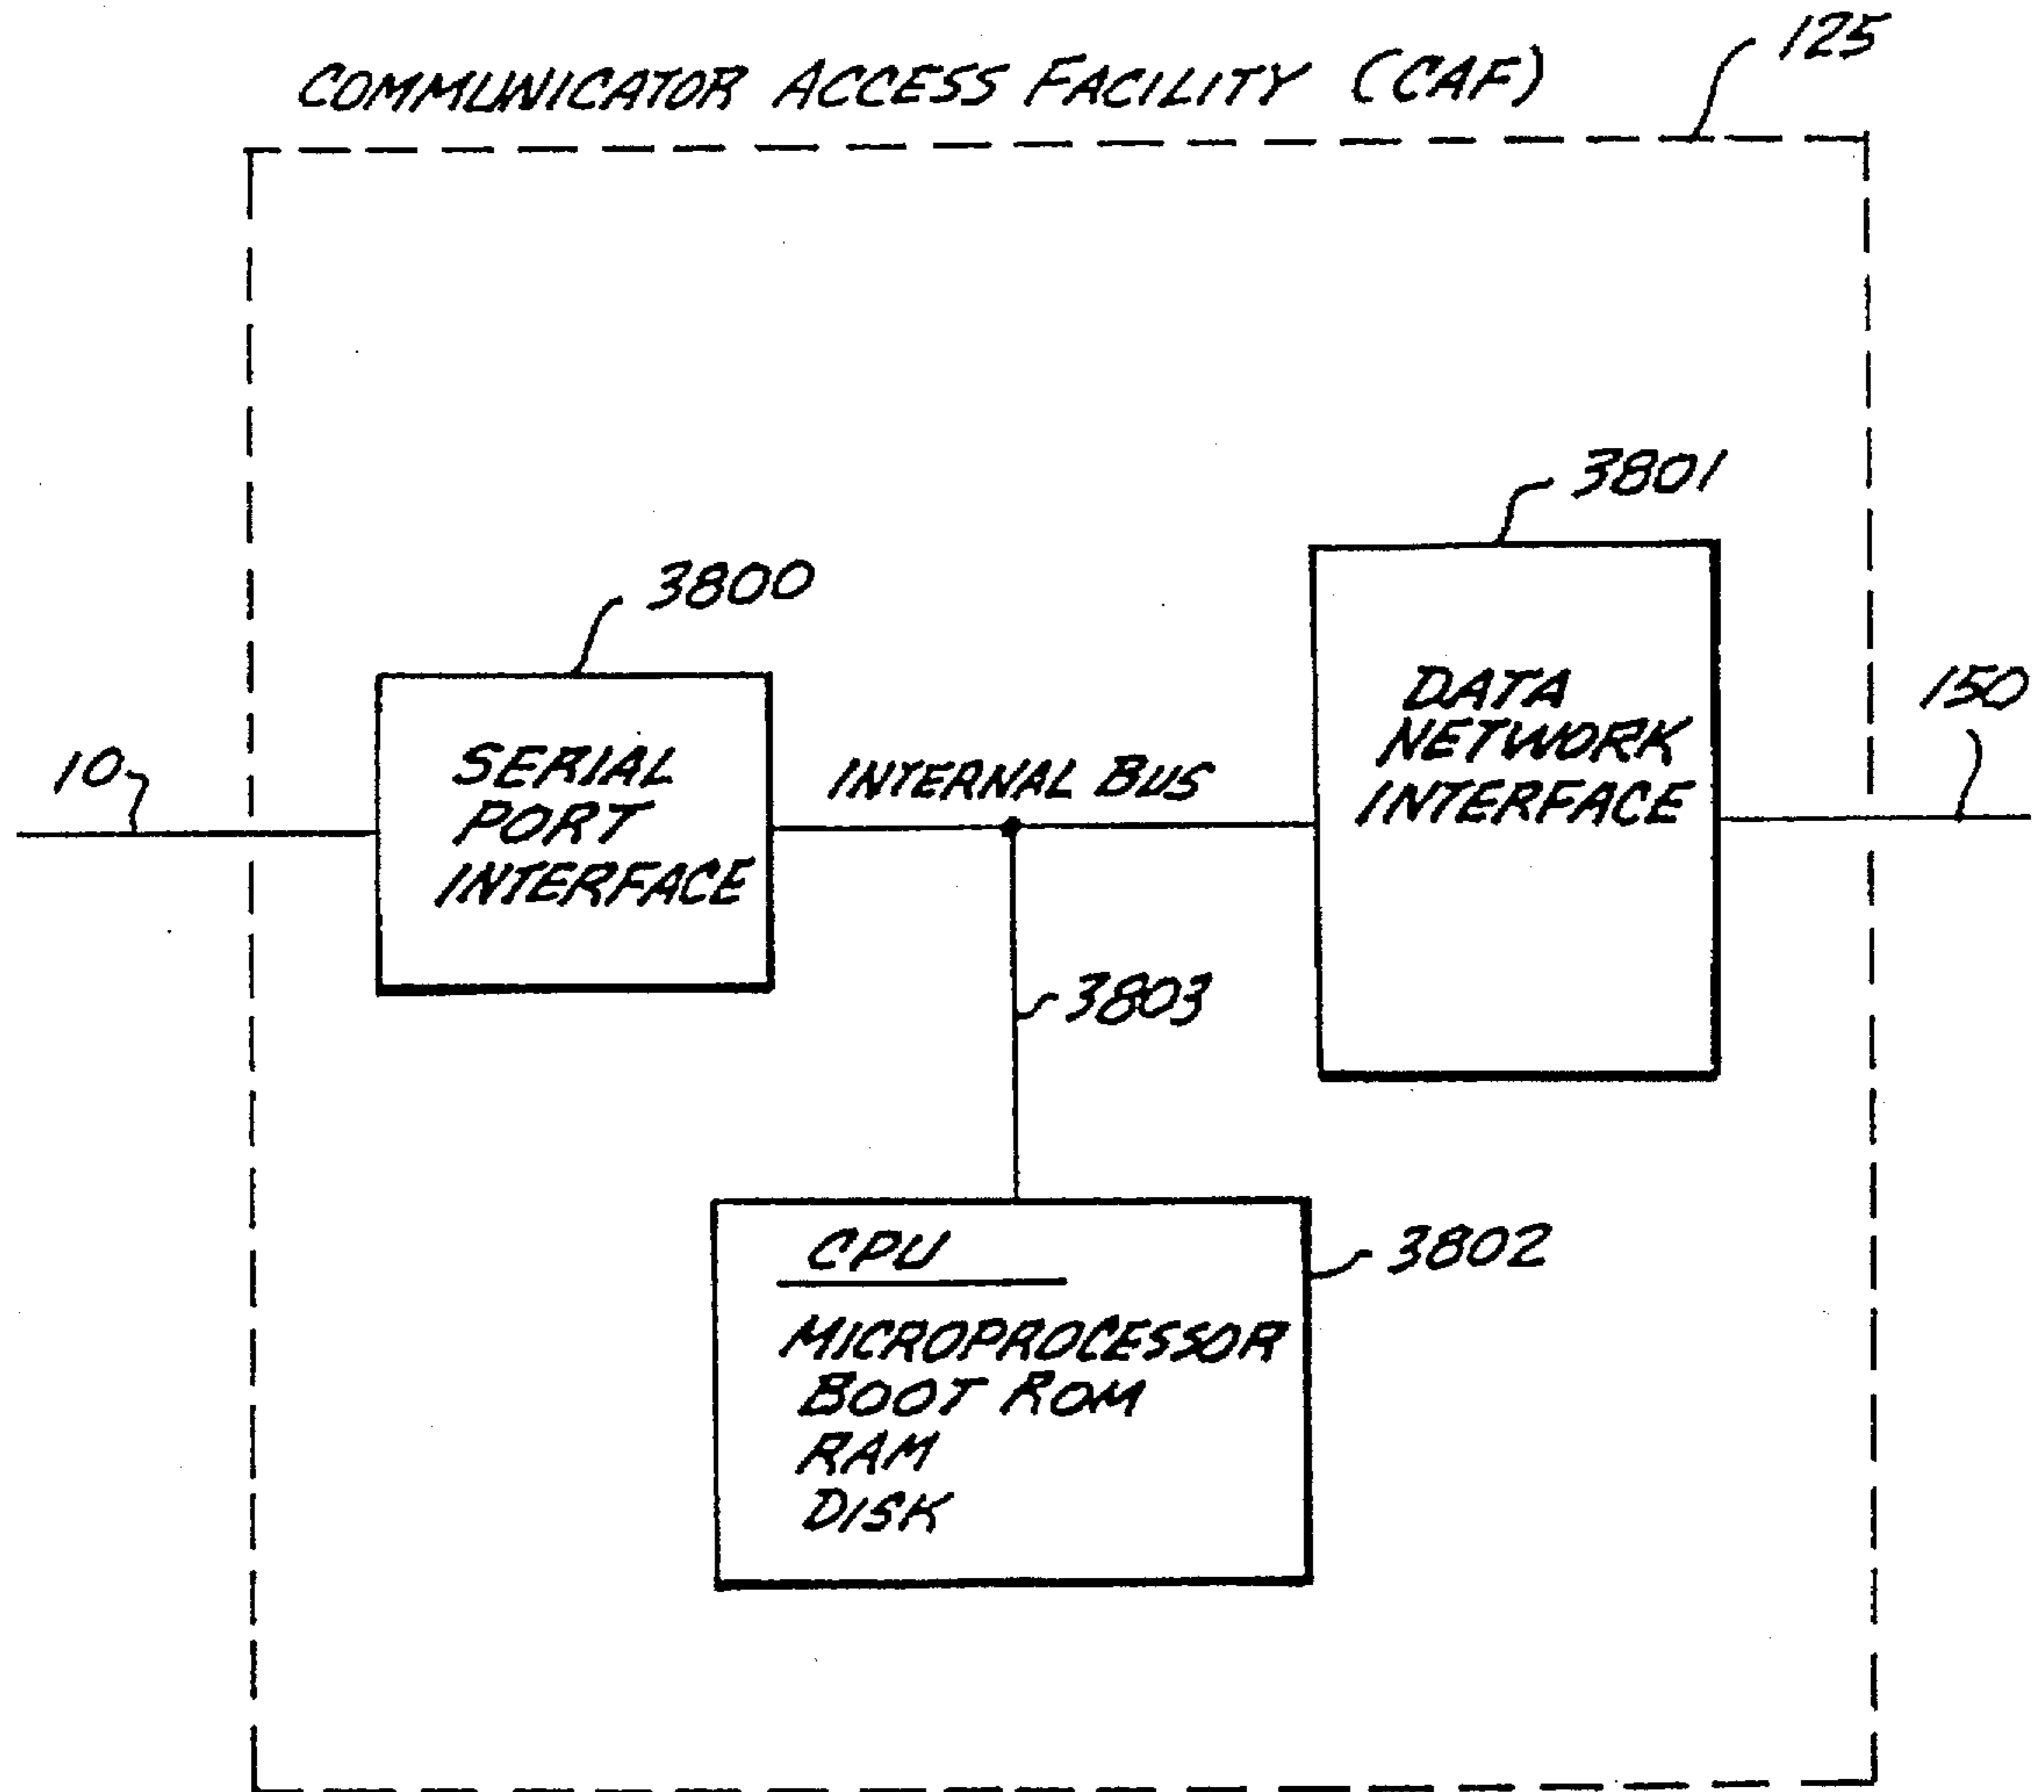 125
COMMUNICATOR ACCESS FACILITY (CAF)
3801
3800
DATA
NETWORK
INTERFACE
150
10
SERIAL
PORT
INTERFACE
INTERNAL BUS
3803
CPU
3802
MICROPROCESSOR
BOOT ROM
RAM
DISK